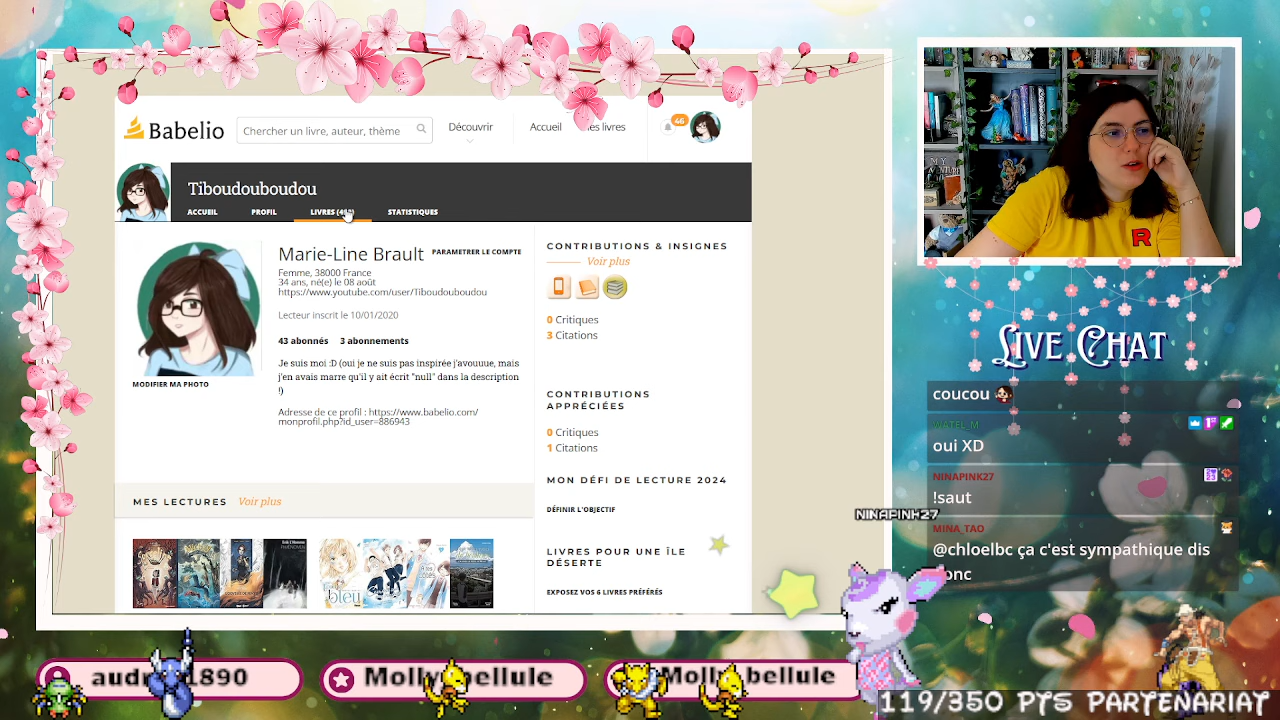 Babelio
Chercher un livre, auteur, thème
Découvrir
Accueil
livres
46
Tiboudouboudou
ACCUEIL
PROFIL
LIVRES
STATISTIQUES
Marie-Line Brault
PARAMETRER LE COMPTE
Femme, 38000 France
34 ans, né(e) le 08 août
https://www.youtube.com/user/Tiboudouboudou
Lecteur inscrit le 10/01/2020
43 abonnés 3 abonnements
Je suis moi :D (oui je ne suis pas inspirée j'avouuue, mais
j'en avais marre qu'il y ait écrit "null" dans la description
!)
MODIFIER MA PHOTO
Adresse de ce profil : https://www.babelio.com/
monprofil.php?id_user=886943
MES LECTURES Voir plus
bleu
CONTRIBUTIONS & INSIGNES
Voir plus
0 Critiques
3 Citations
CONTRIBUTIONS
APPRÉCIÉES
0 Critiques
1 Citations
MON DÉFI DE LECTURE 2024
DÉFINIR L'OBJECTIF
LIVRES POUR UNE ÎLE
DÉSERTE
EXPOSEZ VOS 6 LIVRES PRÉFÉRÉS
MY
R
LIVE CHAT
coucou
WATEL_M
oui XD
NINAPINK27
!saut
NINAPINK27
MINA_TAO
@chloelbc ça c'est sympathique dis
1890
119/350 PTS PARTENARIAT